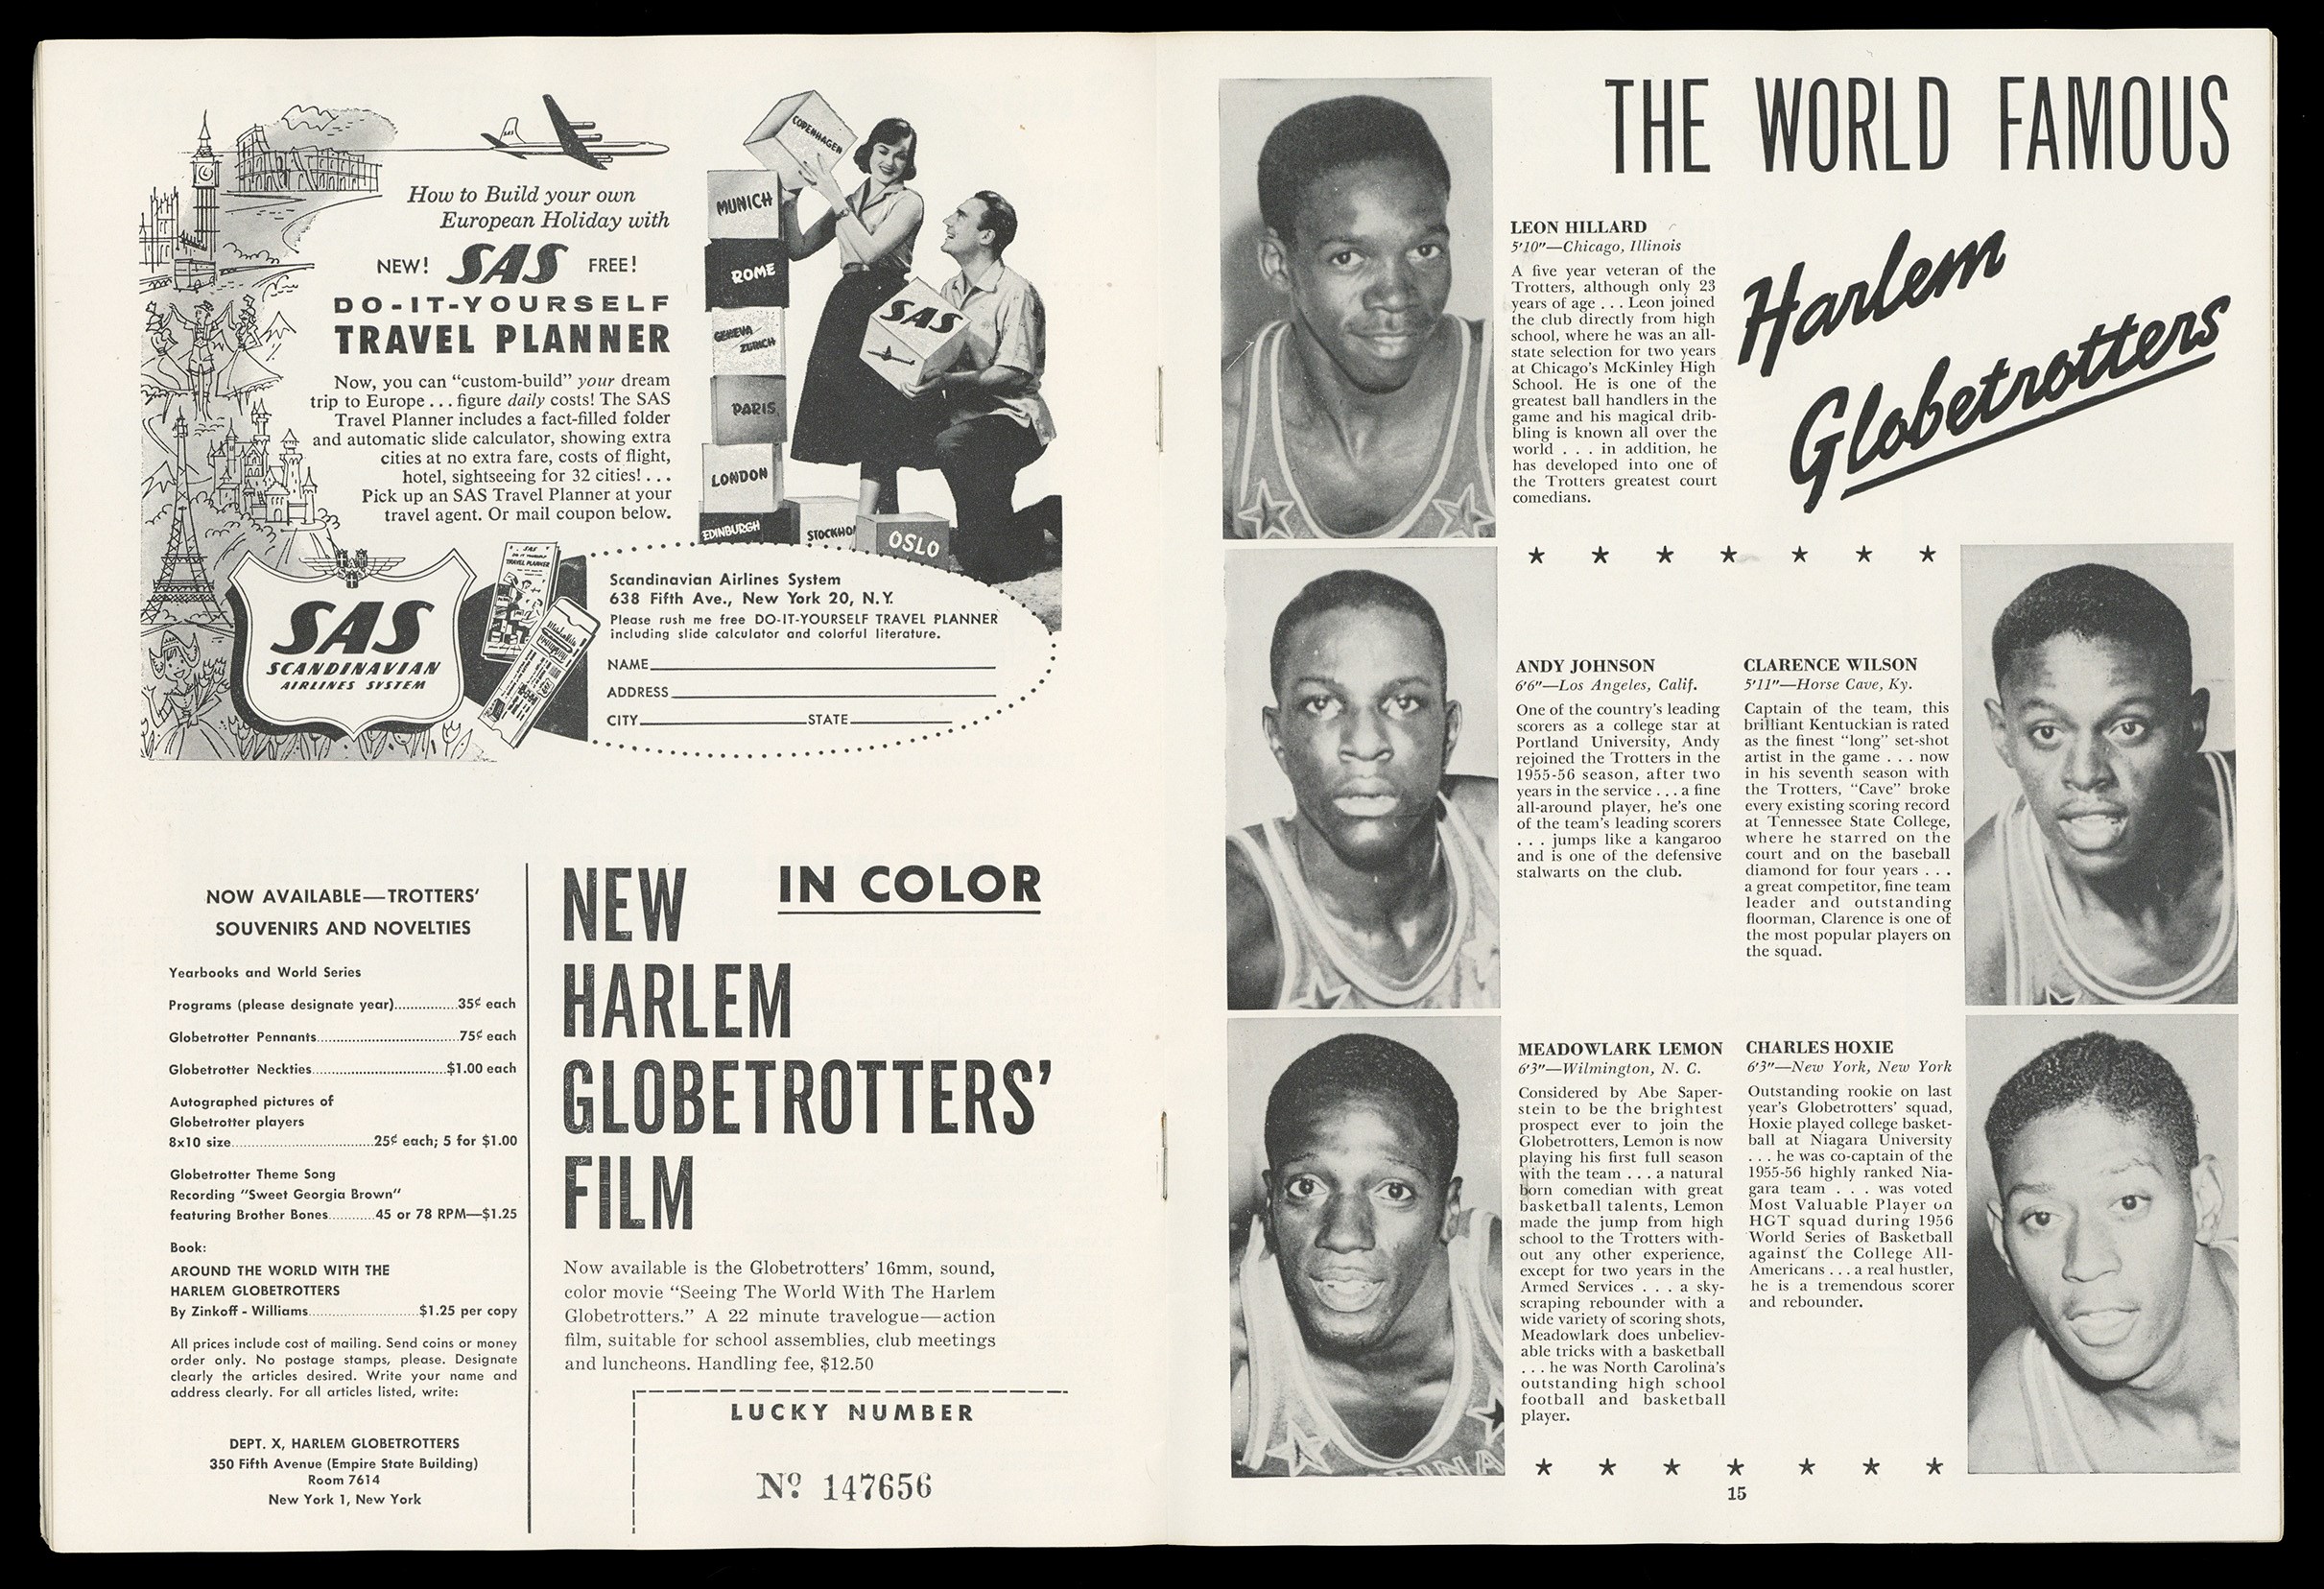 How to Build your own
European Holiday with
NEW! SAS FREE!
DO-IT-YOURSELF
TRAVEL PLANNER
Now, you can “custom-build” your dream
trip to Europe . . . figure daily costs! The SAS
Travel Planner includes a fact-filled folder
and automatic slide calculator, showing extra
cities at no extra fare, costs of flight,
hotel, sightseeing for 32 cities! . . .
Pick up an SAS Travel Planner at your
travel agent. Or mail coupon below.
COPENHAGEN
MUNICH
ROME
GENEVA
ZURICH
PARIS
LONDON
EDINBURGH
STOCKHO
OSLO
SAS
SAS
SCANDINAVIAN
AIRLINES SYSTEM
SAS
DO IT YOURSELF
TRAVEL PLANNER
Scandinavian Airlines System
638 Fifth Ave., New York 20, N.Y.
Please rush me free DO-IT-YOURSELF TRAVEL PLANNER
including slide calculator and colorful literature.
NAME
ADDRESS
CITY STATE
NOW AVAILABLE—TROTTERS’
SOUVENIRS AND NOVELTIES
Yearbooks and World Series
Programs (please designate year)................35¢ each
Globetrotter Pennants....................................75¢ each
Globetrotter Neckties..................................$1.00 each
Autographed pictures of
Globetrotter players
8x10 size....................................25¢ each; 5 for $1.00
Globetrotter Theme Song
Recording “Sweet Georgia Brown”
featuring Brother Bones............45 or 78 RPM—$1.25
Book:
AROUND THE WORLD WITH THE
HARLEM GLOBETROTTERS
By Zinkoff - Williams............................$1.25 per copy
All prices include cost of mailing. Send coins or money
order only. No postage stamps, please. Designate
clearly the articles desired. Write your name and
address clearly. For all articles listed, write:
DEPT. X, HARLEM GLOBETROTTERS
350 Fifth Avenue (Empire State Building)
Room 7614
New York 1, New York
NEW IN COLOR
HARLEM
GLOBETROTTERS’
FILM
Now available is the Globetrotters’ 16mm, sound,
color movie “Seeing The World With The Harlem
Globetrotters.” A 22 minute travelogue—action
film, suitable for school assemblies, club meetings
and luncheons. Handling fee, $12.50
LUCKY NUMBER
Nº 147656
THE WORLD FAMOUS
Harlem
Globetrotters
LEON HILLARD
5'10"—Chicago, Illinois
A five year veteran of the
Trotters, although only 23
years of age . . . Leon joined
the club directly from high
school, where he was an all-
state selection for two years
at Chicago’s McKinley High
School. He is one of the
greatest ball handlers in the
game and his magical drib-
bling is known all over the
world . . . in addition, he
has developed into one of
the Trotters greatest court
comedians.
★ ★ ★ ★ ★ ★ ★
ANDY JOHNSON
6'6"—Los Angeles, Calif.
One of the country’s leading
scorers as a college star at
Portland University, Andy
rejoined the Trotters in the
1955-56 season, after two
years in the service . . . a fine
all-around player, he’s one
of the team’s leading scorers
. . . jumps like a kangaroo
and is one of the defensive
stalwarts on the club.
CLARENCE WILSON
5'11"—Horse Cave, Ky.
Captain of the team, this
brilliant Kentuckian is rated
as the finest “long” set-shot
artist in the game . . . now
in his seventh season with
the Trotters, “Cave” broke
every existing scoring record
at Tennessee State College,
where he starred on the
court and on the baseball
diamond for four years . . .
a great competitor, fine team
leader and outstanding
floorman, Clarence is one of
the most popular players on
the squad.
MEADOWLARK LEMON
6'3"—Wilmington, N. C.
Considered by Abe Saper-
stein to be the brightest
prospect ever to join the
Globetrotters, Lemon is now
playing his first full season
with the team . . . a natural
born comedian with great
basketball talents, Lemon
made the jump from high
school to the Trotters with-
out any other experience,
except for two years in the
Armed Services . . . a sky-
scraping rebounder with a
wide variety of scoring shots,
Meadowlark does unbeliev-
able tricks with a basketball
. . . he was North Carolina’s
outstanding high school
football and basketball
player.
CHARLES HOXIE
6'3"—New York, New York
Outstanding rookie on last
year’s Globetrotters’ squad,
Hoxie played college basket-
ball at Niagara University
. . . he was co-captain of the
1955-56 highly ranked Nia-
gara team . . . was voted
Most Valuable Player on
HGT squad during 1956
World Series of Basketball
against the College All-
Americans . . . a real hustler,
he is a tremendous scorer
and rebounder.
★ ★ ★ ★ ★ ★ ★
15